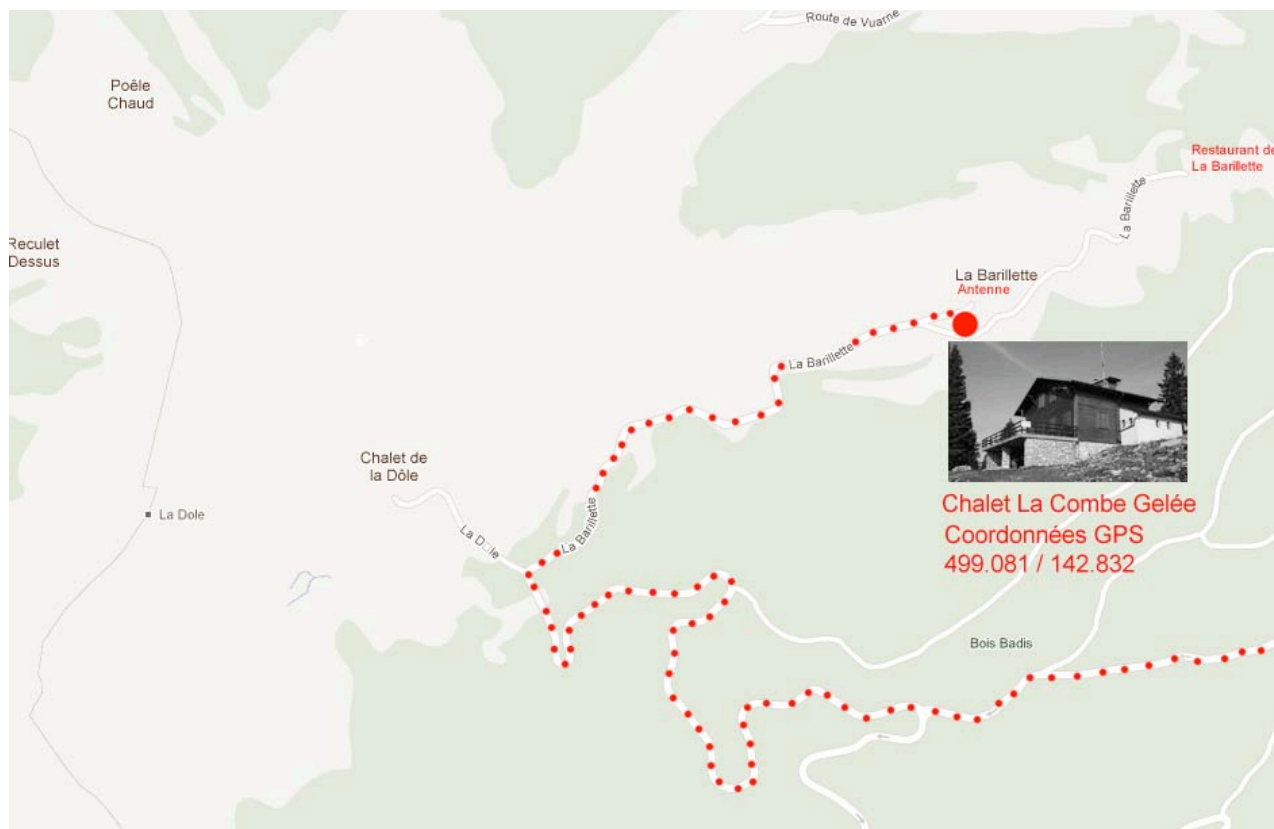 Route de Vuarne
Poêle
Chaud
Restaurant de
La Barillette
La Barillette
Reculet
Dessus
La Barillette
Antenne
La Barillette
Chalet de
la Dôle
La Barillette
La Dole
La D□le
Chalet La Combe Gelée
Coordonnées GPS
499.081 / 142.832
Bois Badis